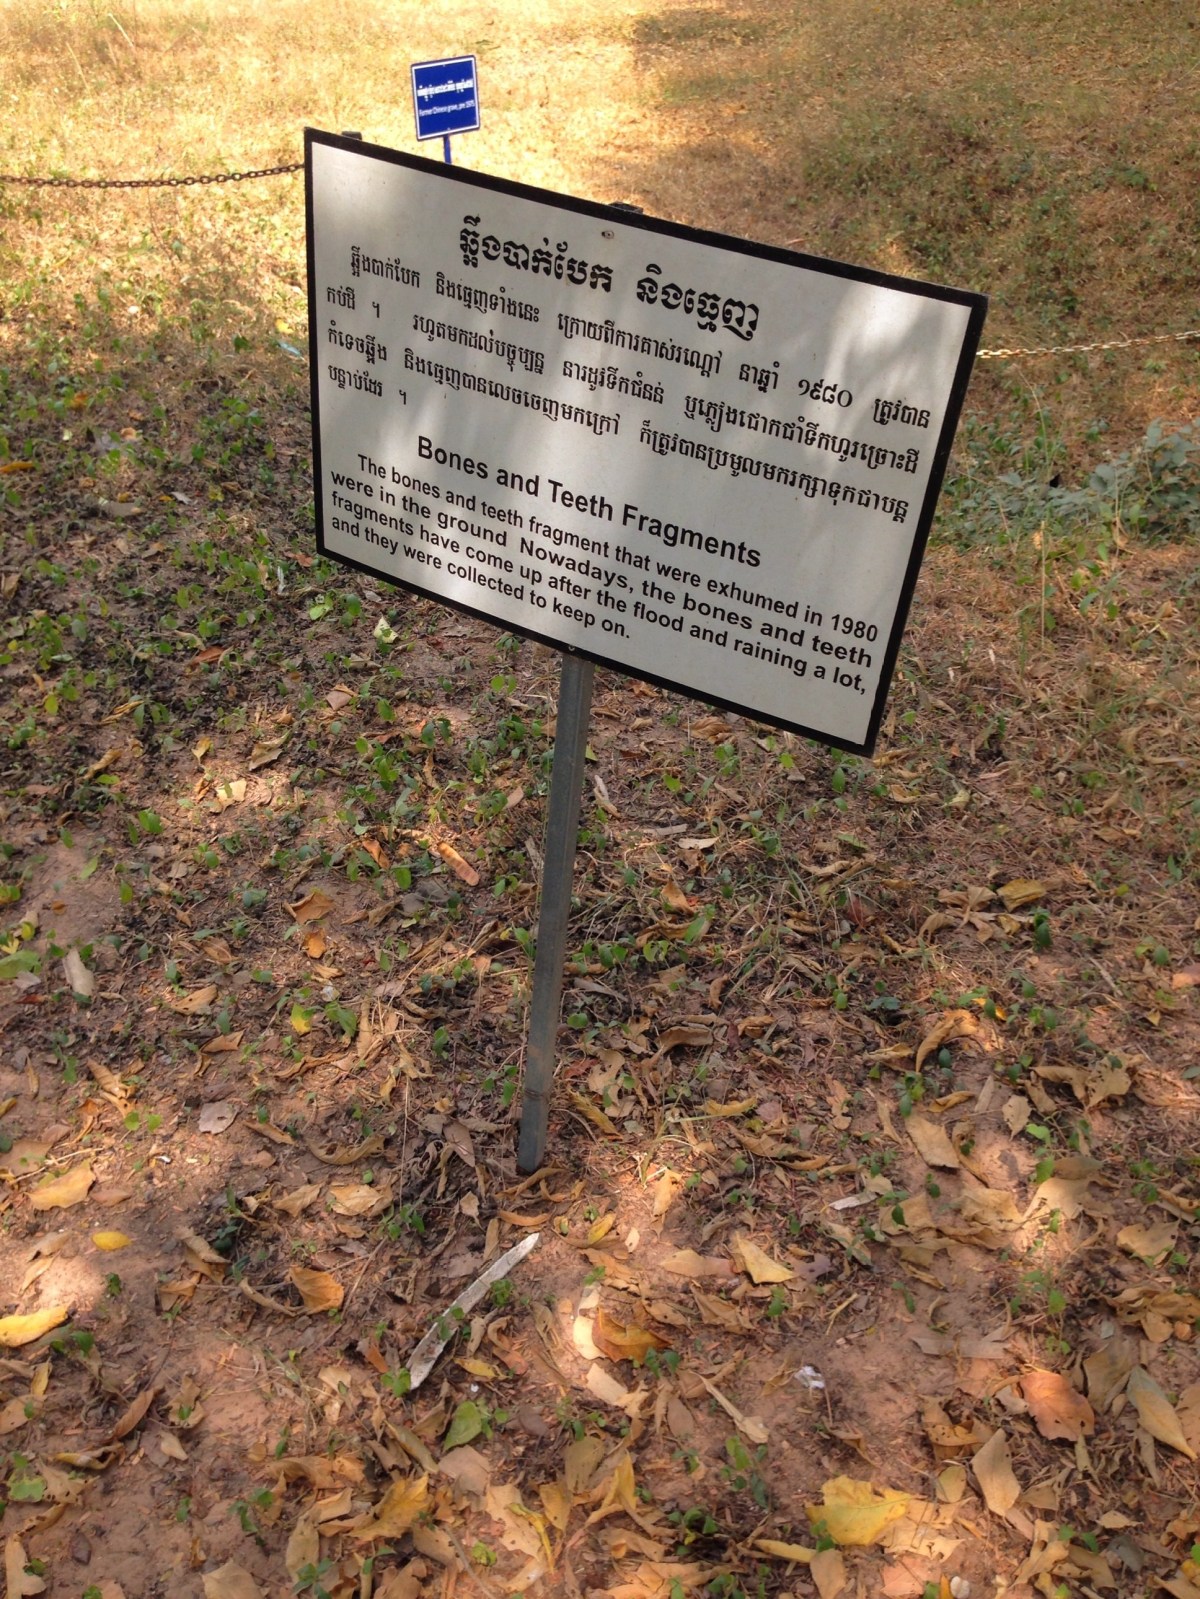 Former Chinese grave, pre 1975
ឆ្អឹងបាក់បែក និងធ្មេញ
ឆ្អឹងបាក់បែក និងធ្មេញទាំងនេះ ក្រោយពីការគាស់រណ្តៅ នាឆ្នាំ ១៩៨០ ត្រូវបាន
កប់ដី ។ រហូតមកដល់បច្ចុប្បន្ន នារដូវទឹកជំនន់ ឬភ្លៀងជោកជាំទឹកហូរច្រោះដី
កំទេចឆ្អឹង និងធ្មេញបានលេចចេញមកក្រៅ ក៏ត្រូវបានប្រមូលមករក្សាទុកជាបន្ត
បន្ទាប់ដែរ ។
Bones and Teeth Fragments
The bones and teeth fragment that were exhumed in 1980
were in the ground Nowadays, the bones and teeth
fragments have come up after the flood and raining a lot,
and they were collected to keep on.